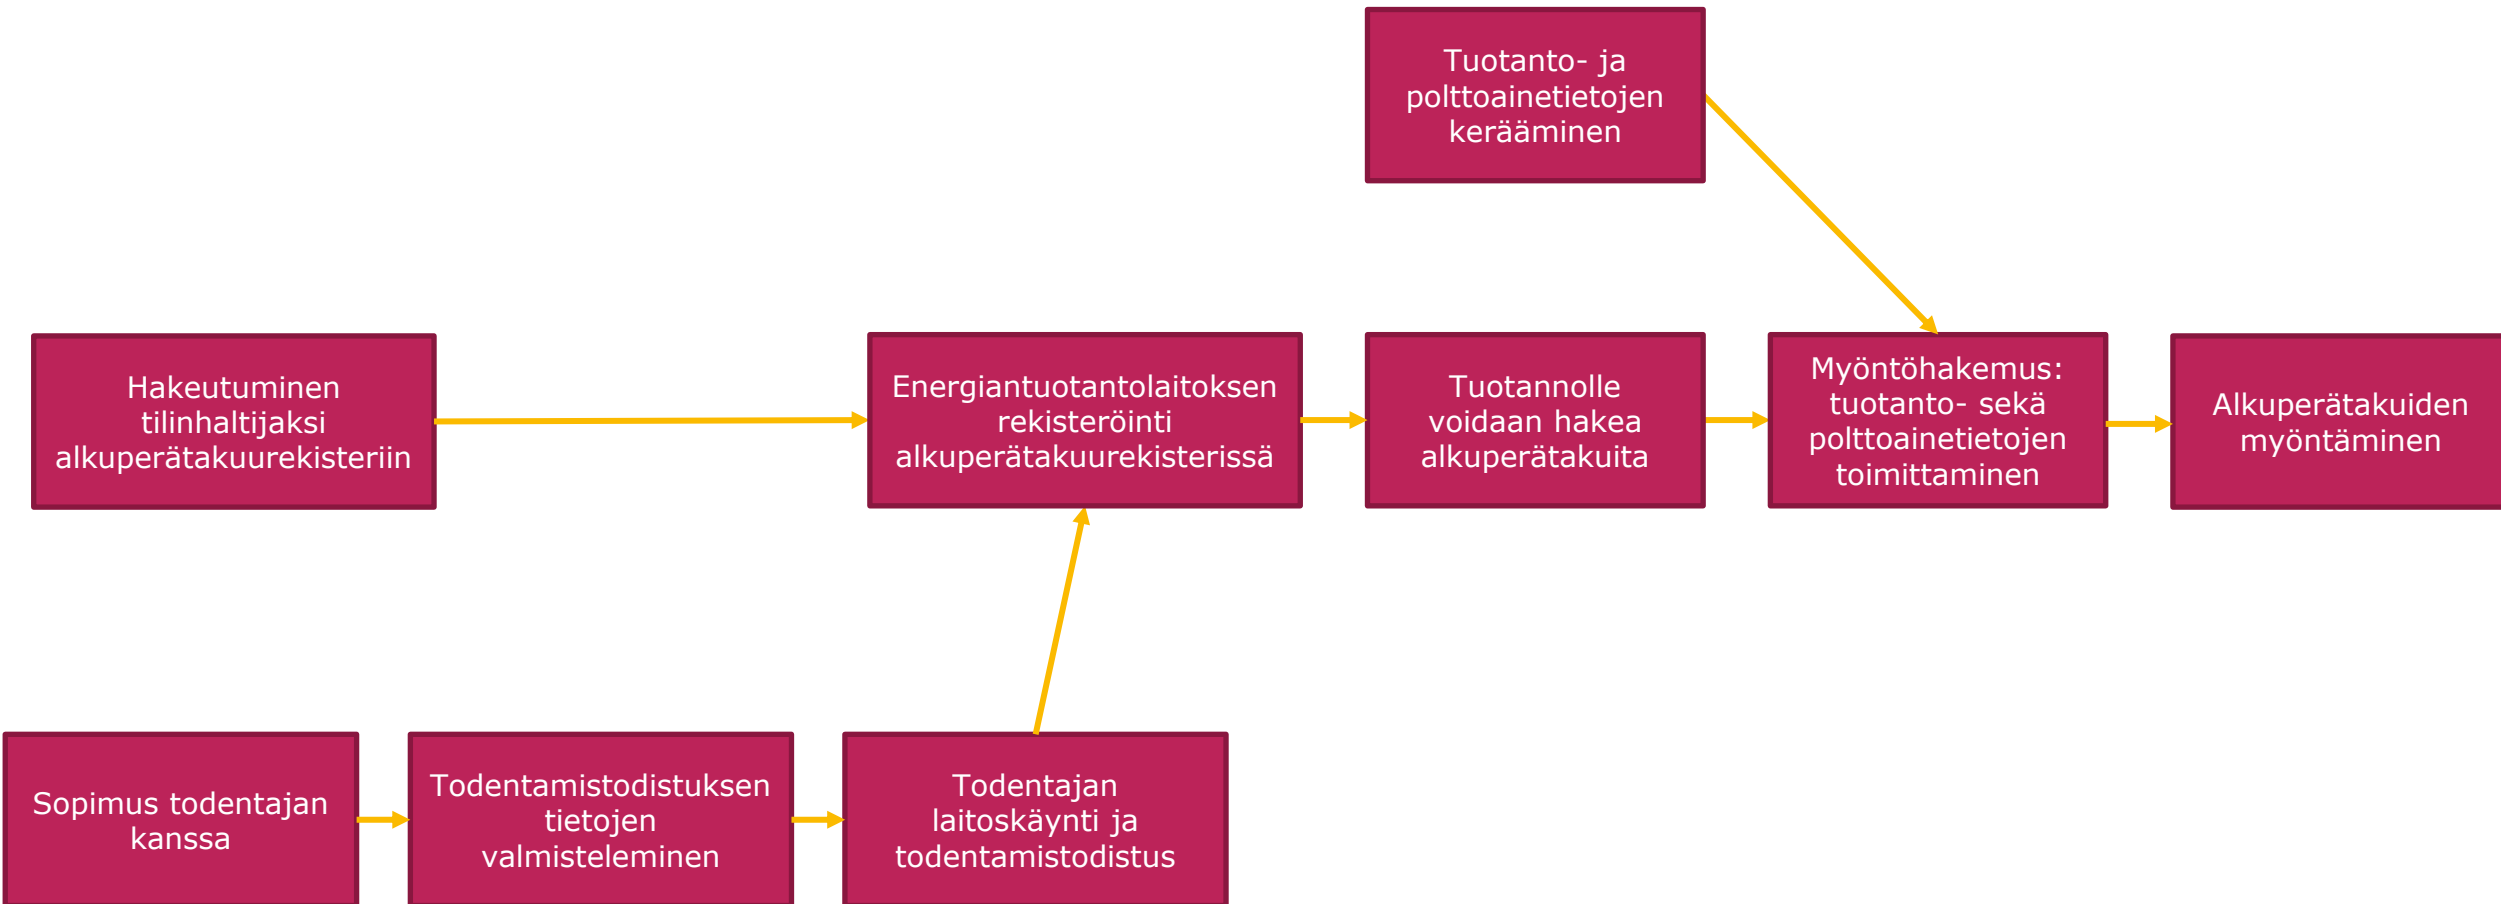 Tuotanto- ja
polttoainetietojen
kerääminen
Hakeutuminen
tilinhaltijaksi
alkuperätakuurekisteriin
Energiantuotantolaitoksen
rekisteröinti
alkuperätakuurekisterissä
Tuotannolle
voidaan hakea
alkuperätakuita
Myöntöhakemus:
tuotanto- sekä
polttoainetietojen
toimittaminen
Alkuperätakuiden
myöntäminen
Sopimus todentajan
kanssa
Todentamistodistuksen
tietojen
valmisteleminen
Todentajan
laitoskäynti ja
todentamistodistus